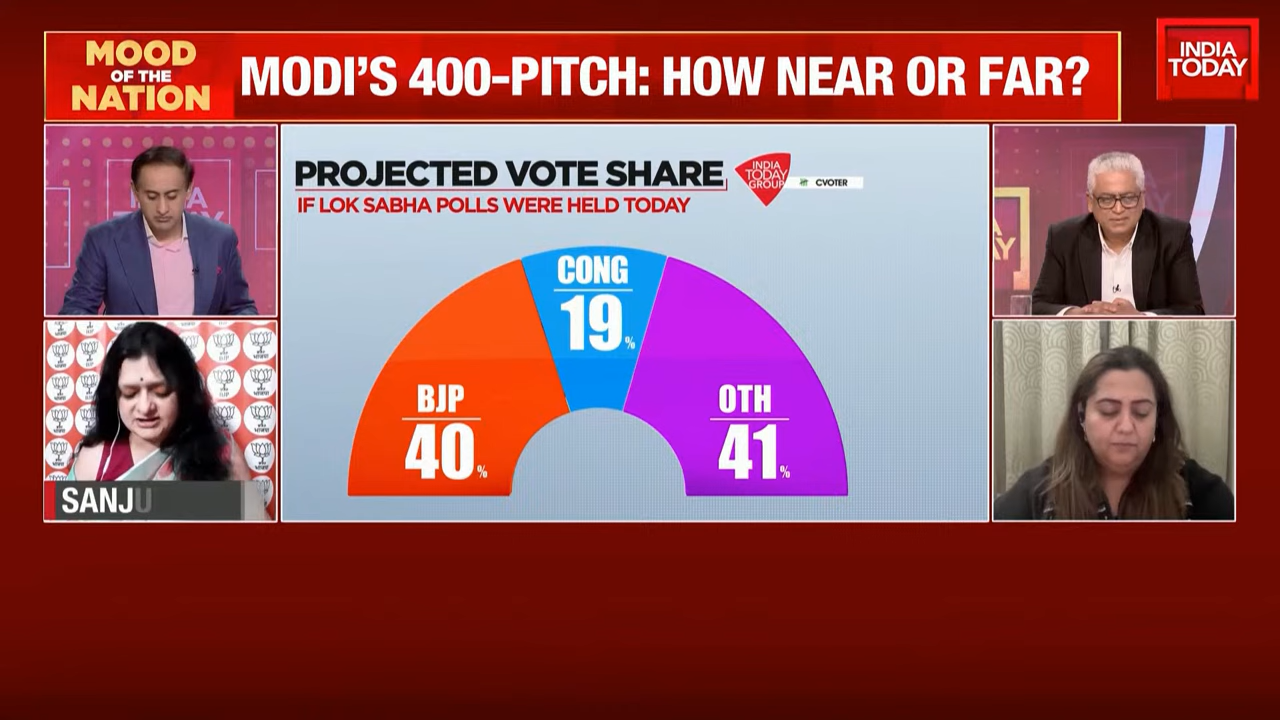 MOOD
OF THE
NATION
MODI'S 400-PITCH: HOW NEAR OR FAR?
INDIA
TODAY
PROJECTED VOTE SHARE
INDIA
TODAY
GROUP
CVOTER
IF LOK SABHA POLLS WERE HELD TODAY
CONG
19%
BJP
40%
OTH
41%
SANJU